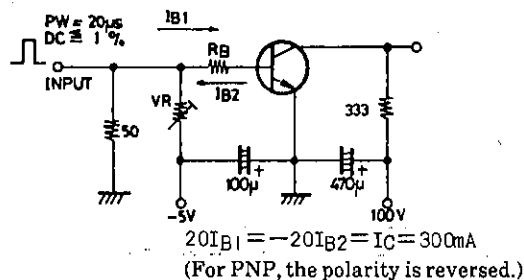 PW = 20μs
DC ≦ 1 %
IB1
RB
INPUT
IB2
VR
50
333
100μ +
470μ +
-5V
100V
20IB1 = -20IB2 = IC = 300mA
(For PNP, the polarity is reversed.)